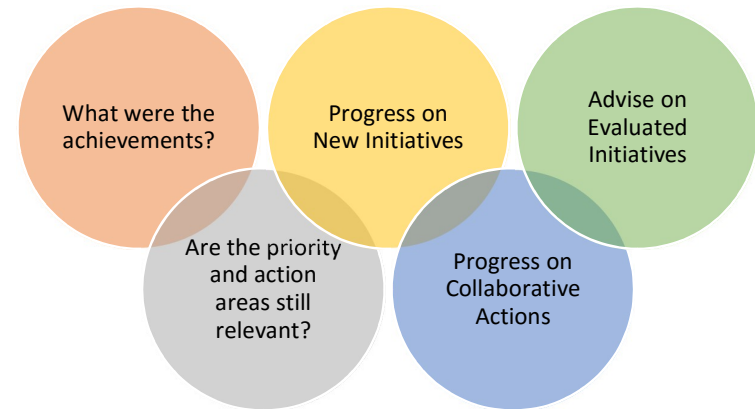 What were the
achievements?
Are the priority
and action
areas still
relevant?
Progress on
New Initiatives
Progress on
Collaborative
Actions
Advise on
Evaluated
Initiatives